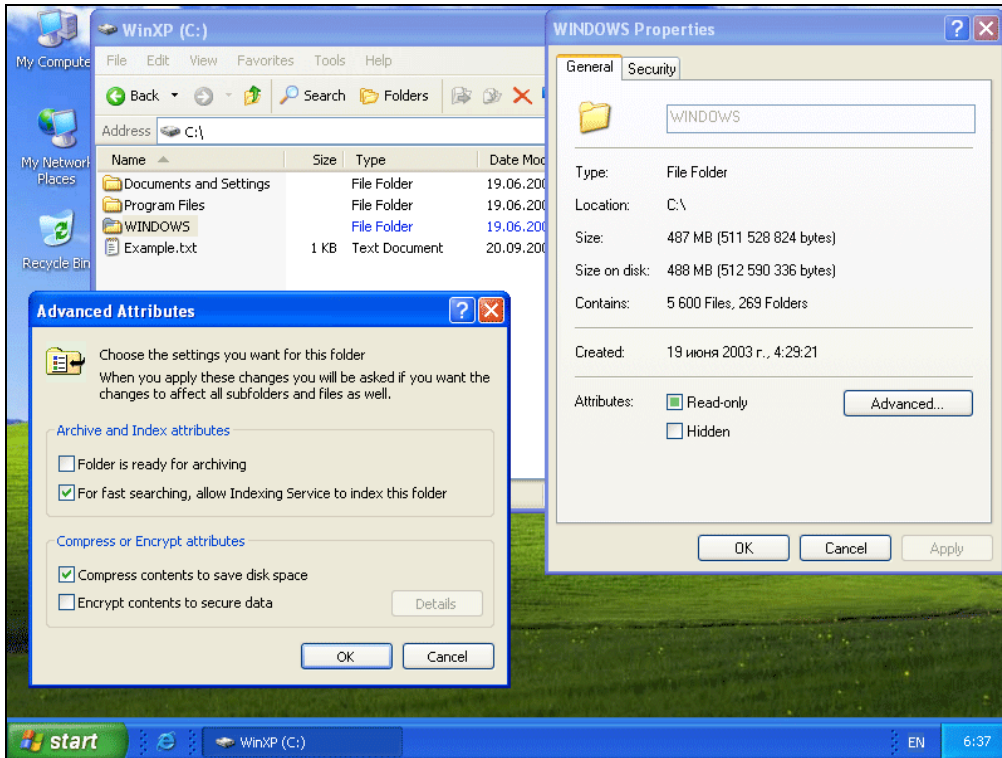 My Compute
My Network
Places
Recycle Bin
WinXP (C:)
File Edit View Favorites Tools Help
Back Search Folders
Address C:\
Name Size Type Date Mod
Documents and Settings File Folder 19.06.200
Program Files File Folder 19.06.200
WINDOWS File Folder 19.06.200
Example.txt 1 KB Text Document 20.09.200
WINDOWS Properties
General Security
WINDOWS
Type: File Folder
Location: C:\
Size: 487 MB (511 528 824 bytes)
Size on disk: 488 MB (512 590 336 bytes)
Contains: 5 600 Files, 269 Folders
Created: 19 июня 2003 г., 4:29:21
Attributes: Read-only Advanced...
Hidden
OK Cancel Apply
Advanced Attributes
Choose the settings you want for this folder
When you apply these changes you will be asked if you want the
changes to affect all subfolders and files as well.
Archive and Index attributes
Folder is ready for archiving
For fast searching, allow Indexing Service to index this folder
Compress or Encrypt attributes
Compress contents to save disk space
Encrypt contents to secure data Details
OK Cancel
start WinXP (C:) EN 6:37